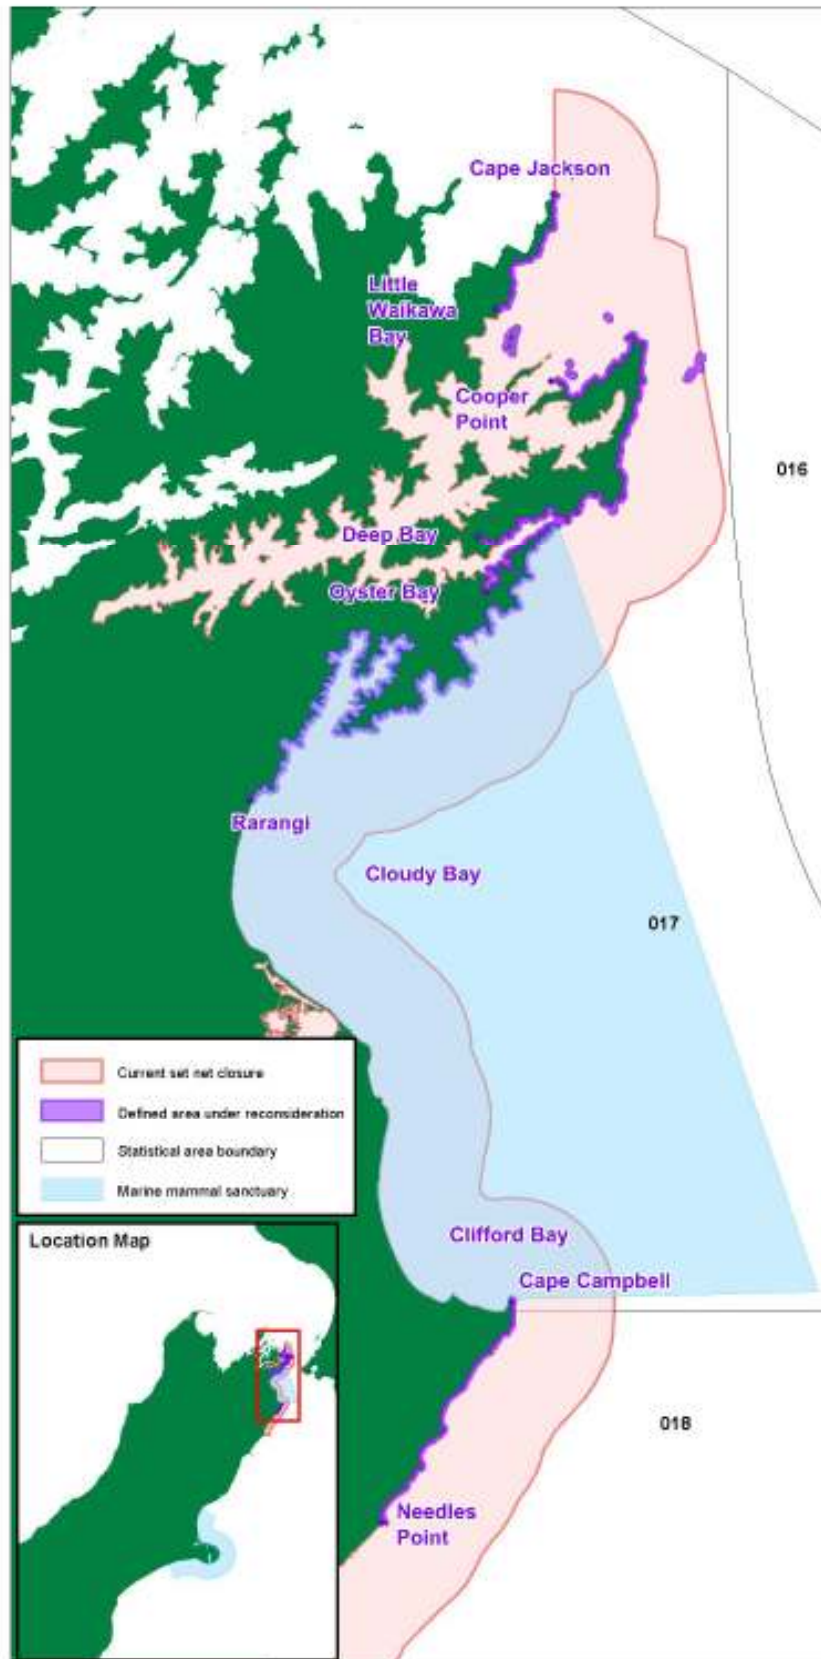 Cape Jackson
Little
Waikawa
Bay
Cooper
Point
016
Deep Bay
Oyster Bay
Rarangi
Cloudy Bay
017
Current set net closure
Defined area under reconsideration
Statistical area boundary
Marine mammal sanctuary
Location Map
Clifford Bay
Cape Campbell
018
Needles
Point